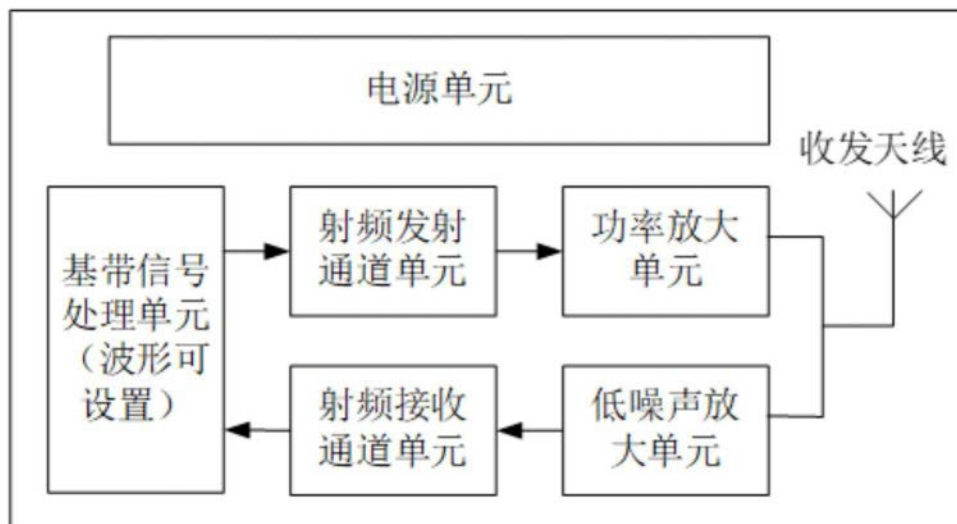 电源单元
收发天线
基带信号
处理单元
（波形可
设置）
射频发射
通道单元
功率放大
单元
射频接收
通道单元
低噪声放
大单元